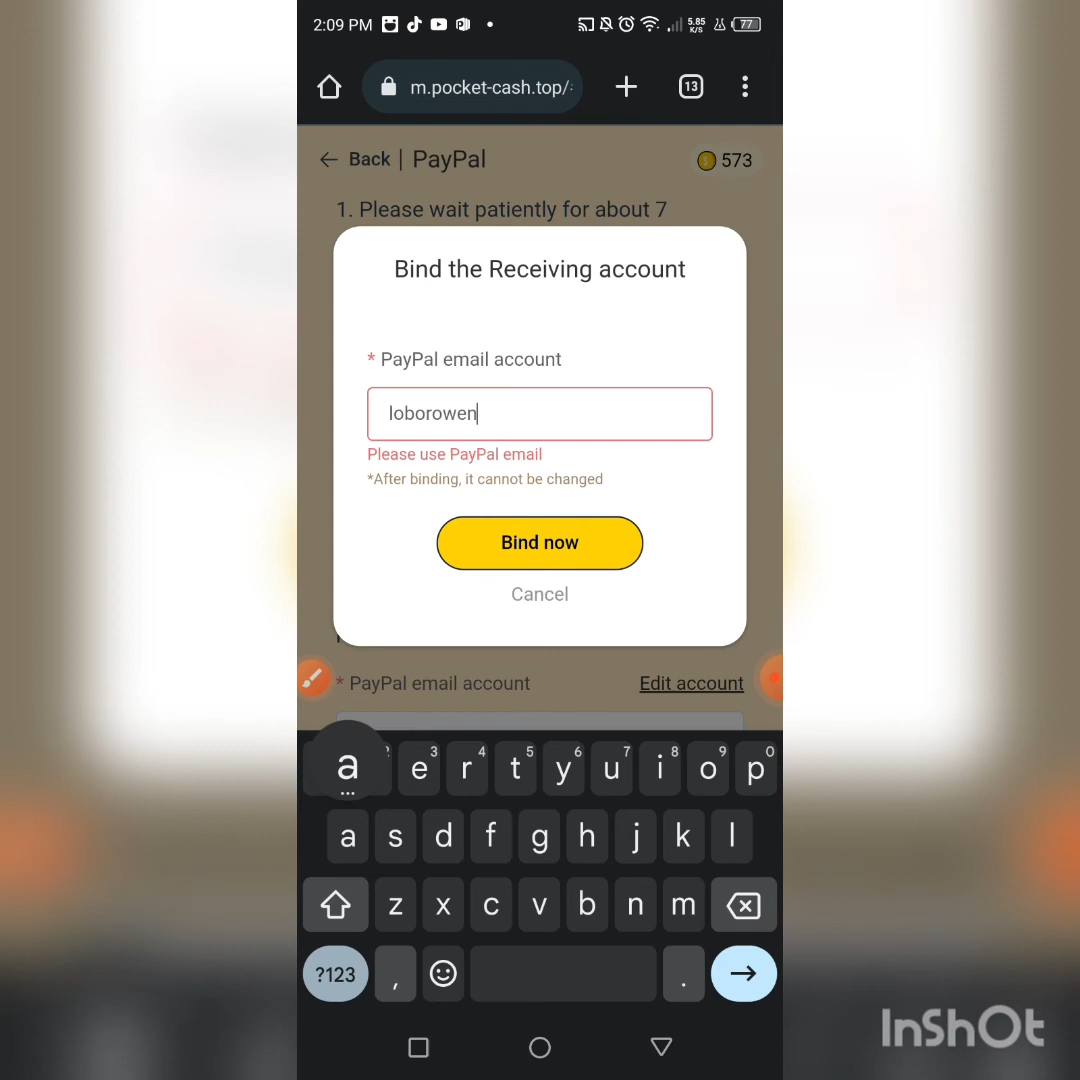 2:09 PM 5.85 K/S 77
m.pocket-cash.top/ 13
Back | PayPal 573
1. Please wait patiently for about 7
Bind the Receiving account
* PayPal email account
loborowen
Please use PayPal email
*After binding, it cannot be changed
Bind now
Cancel
* PayPal email account Edit account
a e 3 r 4 t 5 y 6 u 7 i 8 o 9 p 0
a s d f g h j k l
z x c v b n m
?123 , .
InShOt